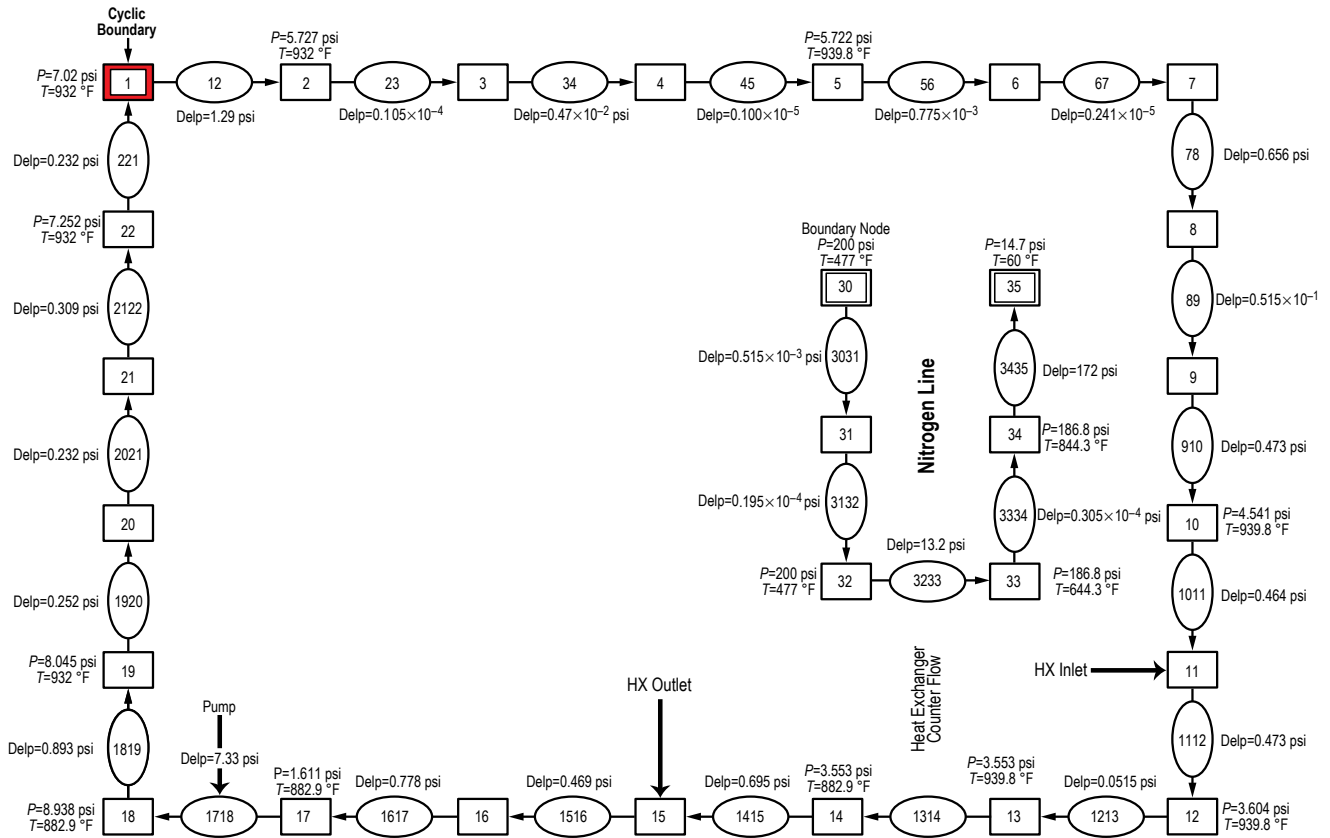 Cyclic
Boundary
P=7.02 psi
T=932 °F
1
12
Delp=1.29 psi
P=5.727 psi
T=932 °F
2
23
Delp=0.105×10⁻⁴
3
34
Delp=0.47×10⁻² psi
4
45
Delp=0.100×10⁻⁵
P=5.722 psi
T=939.8 °F
5
56
Delp=0.775×10⁻³
6
67
Delp=0.241×10⁻⁵
7
78
Delp=0.656 psi
8
89
Delp=0.515×10⁻¹
9
910
Delp=0.473 psi
10
P=4.541 psi
T=939.8 °F
1011
Delp=0.464 psi
HX Inlet
11
1112
Delp=0.473 psi
12
P=3.604 psi
T=939.8 °F
Delp=0.0515 psi
1213
P=3.553 psi
T=939.8 °F
13
Heat Exchanger
Counter Flow
1314
P=3.553 psi
T=882.9 °F
14
Delp=0.695 psi
1415
HX Outlet
15
Delp=0.469 psi
1516
16
Delp=0.778 psi
1617
P=1.611 psi
T=882.9 °F
17
Pump
Delp=7.33 psi
1718
P=8.938 psi
T=882.9 °F
18
Delp=0.893 psi
1819
P=8.045 psi
T=932 °F
19
Delp=0.252 psi
1920
20
Delp=0.232 psi
2021
21
Delp=0.309 psi
2122
P=7.252 psi
T=932 °F
22
Delp=0.232 psi
221
Boundary Node
P=200 psi
T=477 °F
30
Delp=0.515×10⁻³ psi
3031
31
Delp=0.195×10⁻⁴ psi
3132
P=200 psi
T=477 °F
32
Delp=13.2 psi
3233
33
P=186.8 psi
T=644.3 °F
3334
Delp=0.305×10⁻⁴ psi
34
P=186.8 psi
T=844.3 °F
3435
Delp=172 psi
P=14.7 psi
T=60 °F
35
Nitrogen Line